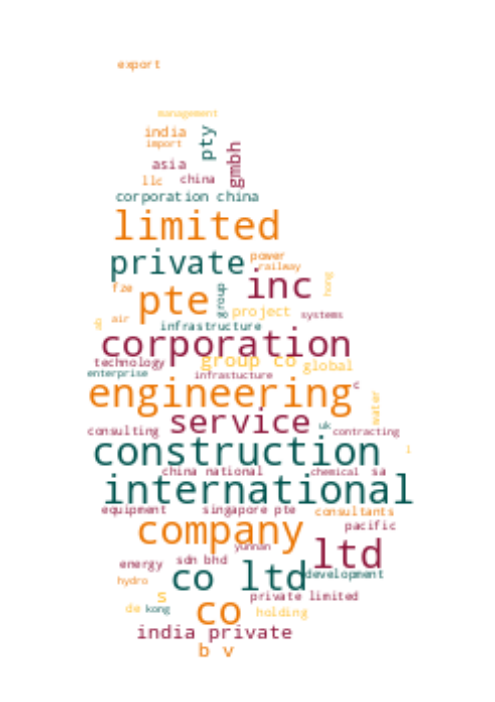 export
management
india
pty
import
gmbh
asia
llc
china
corporation china
limited
private
power
railway
inc
fze
pte
group
hong
project
systems
air
sb
infrastructure
corporation
technology
group co
global
enterprise
infrastucture
engineering
c
water
service
uk
consulting
contracting
construction
l
china national
chemical
sa
international
equipment
singapore pte
consultants
company
pacific
yunnan
ltd
energy
sdn bhd
co ltd
development
hydro
s
private limited
de
kong
co
holding
india private
b v